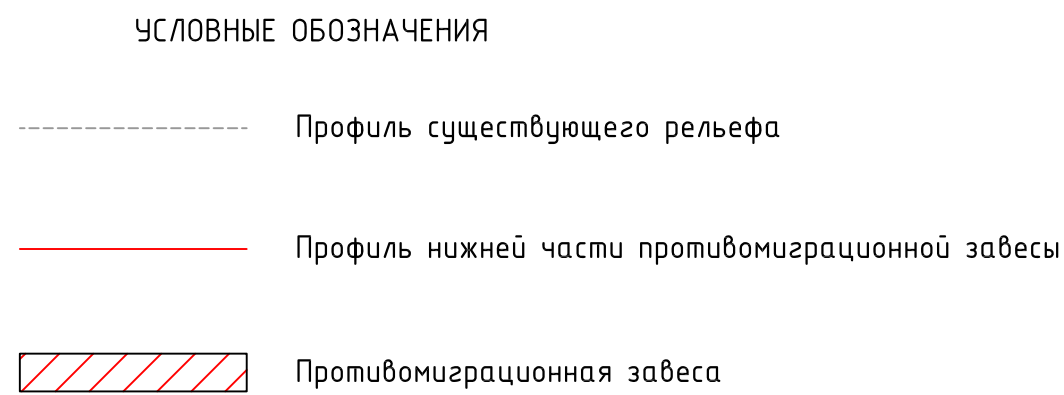 УСЛОВНЫЕ ОБОЗНАЧЕНИЯ
Профиль существующего рельефа
Профиль нижней части противомиграционной завесы
Противомиграционная завеса